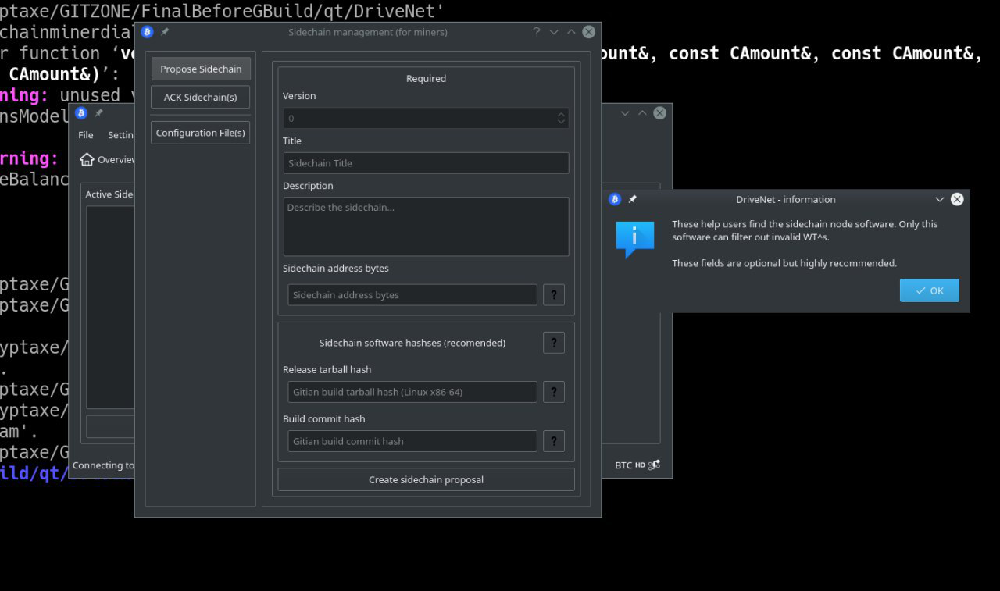 ptaxe/GITZONE/FinalBeforeGBuild/qt/DriveNet'
chainminerdia
r function ‘v
ount&, const CAmount&, const CAmount&,
CAmount&)’:
ning: unused v
nsModel
rning:
eBalanc
ptaxe/G
ptaxe/G
yptaxe/
.
ptaxe/G
yptaxe/
am'.
ptaxe/G
ild/qt/
File
Settin
Overview
Active Side
Connecting to
BTC HD
Sidechain management (for miners)
?
Propose Sidechain
ACK Sidechain(s)
Configuration File(s)
Required
Version
0
Title
Sidechain Title
Description
Describe the sidechain...
Sidechain address bytes
Sidechain address bytes
?
Sidechain software hashses (recomended)
?
Release tarball hash
Gitian build tarball hash (Linux x86-64)
?
Build commit hash
Gitian build commit hash
?
Create sidechain proposal
DriveNet - information
These help users find the sidechain node software. Only this
software can filter out invalid WT^s.
These fields are optional but highly recommended.
OK